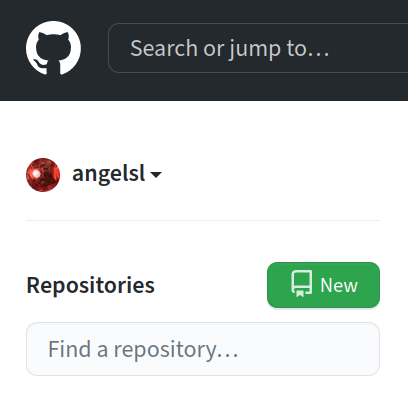 Search or jump to…
angelsl
Repositories
New
Find a repository…